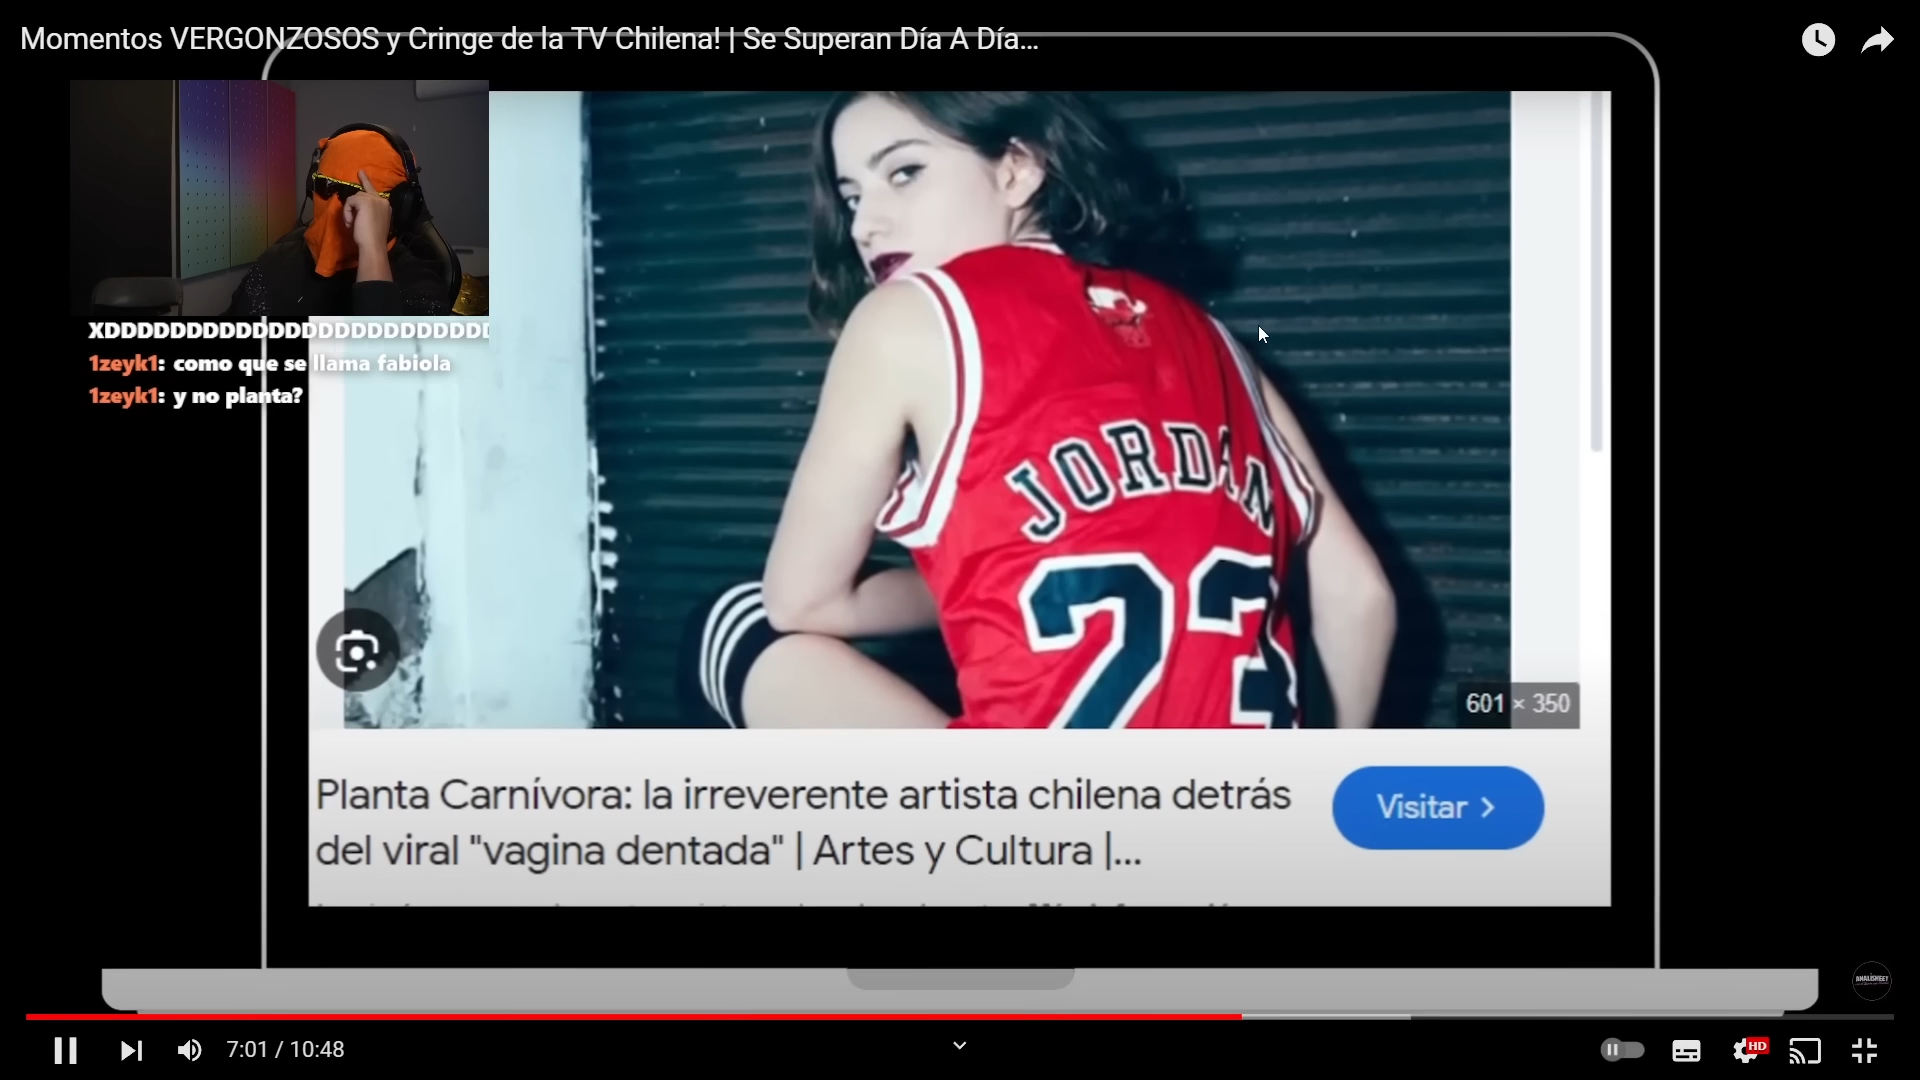 Momentos VERGONZOSOS y Cringe de la TV Chilena! | Se Superan Día A Día...
XDDDDDDDDDDDDDDDDDDDDDDDD
1zeyk1: como que se llama fabiola
1zeyk1: y no planta?
JORDAN
23
601 × 350
Planta Carnívora: la irreverente artista chilena detrás
del viral "vagina dentada" | Artes y Cultura |...
Visitar >
7:01 / 10:48
HD